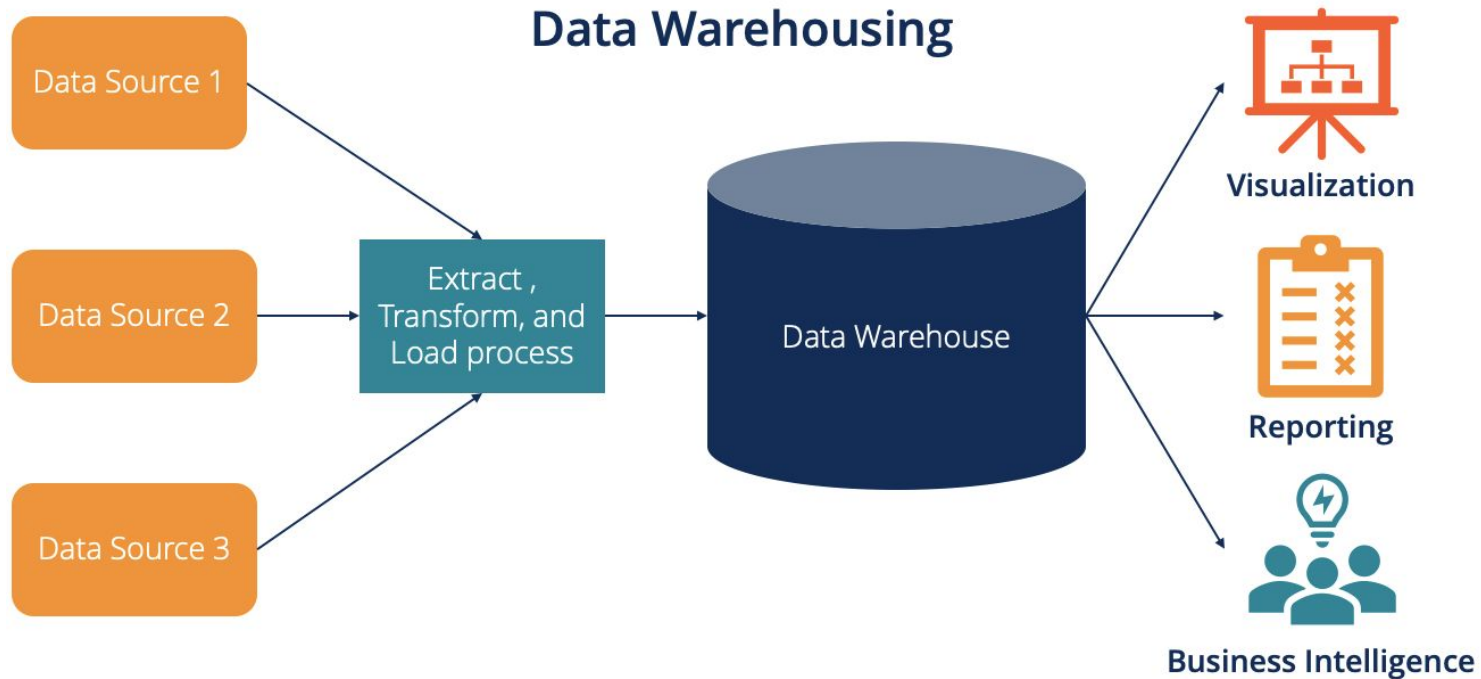 Data Warehousing
Data Source 1
Data Source 2
Data Source 3
Extract ,
Transform, and
Load process
Data Warehouse
Visualization
Reporting
Business Intelligence